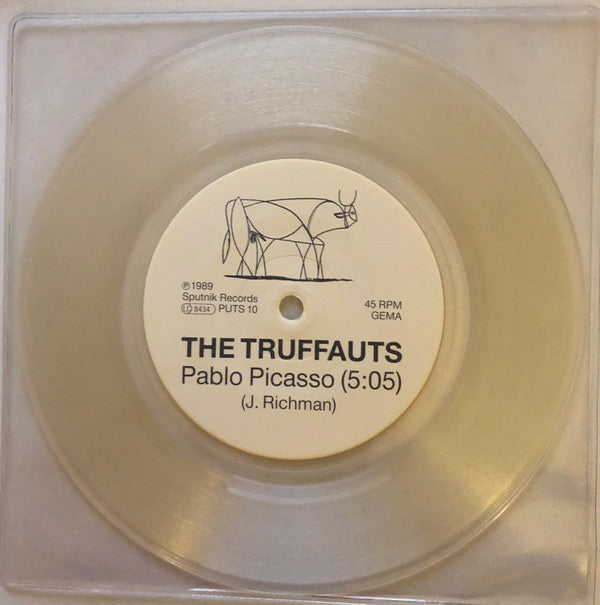 ℗1989
Sputnik Records
LC 8434 PUTS 10
45 RPM
GEMA
THE TRUFFAUTS
Pablo Picasso (5:05)
(J. Richman)